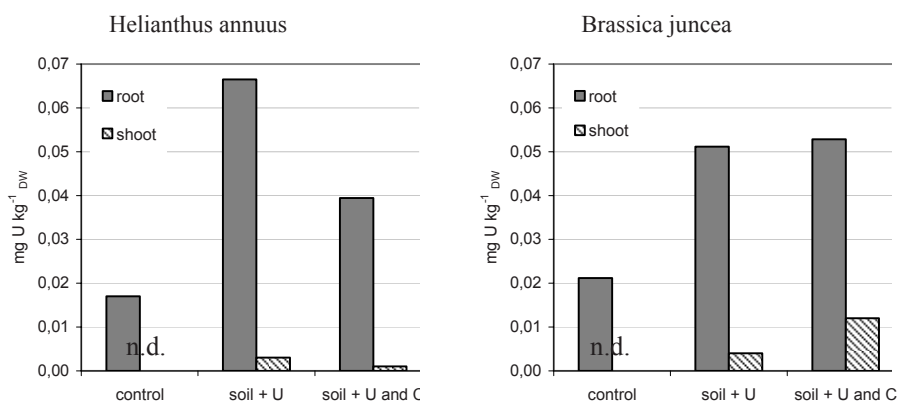 Helianthus annuus
0,07
0,06
0,05
0,04
0,03
0,02
0,01
0,00
mg U kg-1 DW
root
shoot
n.d.
control
soil + U
soil + U and C
Brassica juncea
0,07
0,06
0,05
0,04
0,03
0,02
0,01
0,00
mg U kg-1 DW
root
shoot
n.d.
control
soil + U
soil + U and C